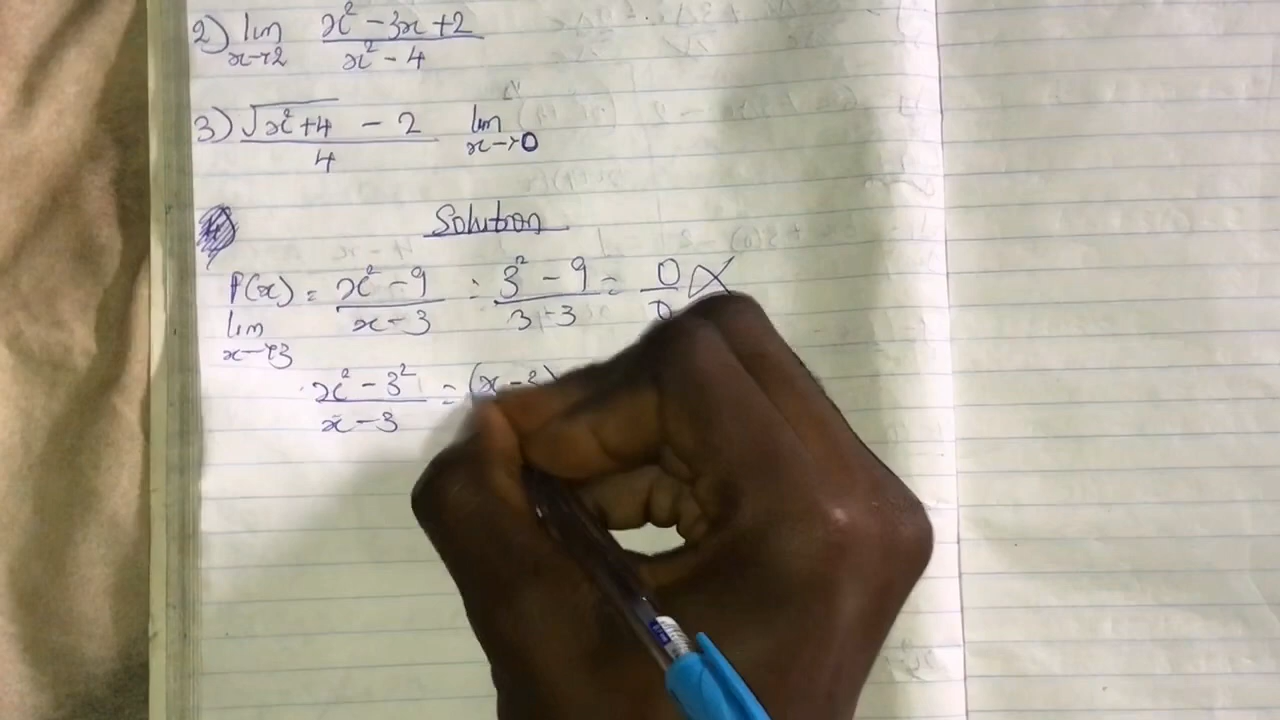 2) lim x² - 3x + 2
x→2 x² - 4
3) √x²+4 - 2 lim
4 x→0
Solution
P(x) = x² - 9 = 3² - 9 = 0
lim x - 3 3 - 3 0
x→3
x² - 3² = (x - 3)
x - 3